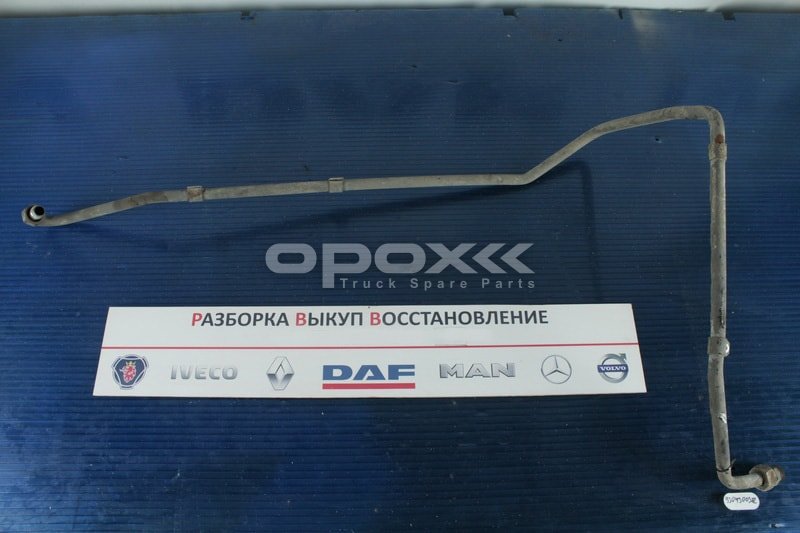 OPOX
Truck Spare Parts
РАЗБОРКА ВЫКУП ВОССТАНОВЛЕНИЕ
IVECO DAF MAN VOLVO